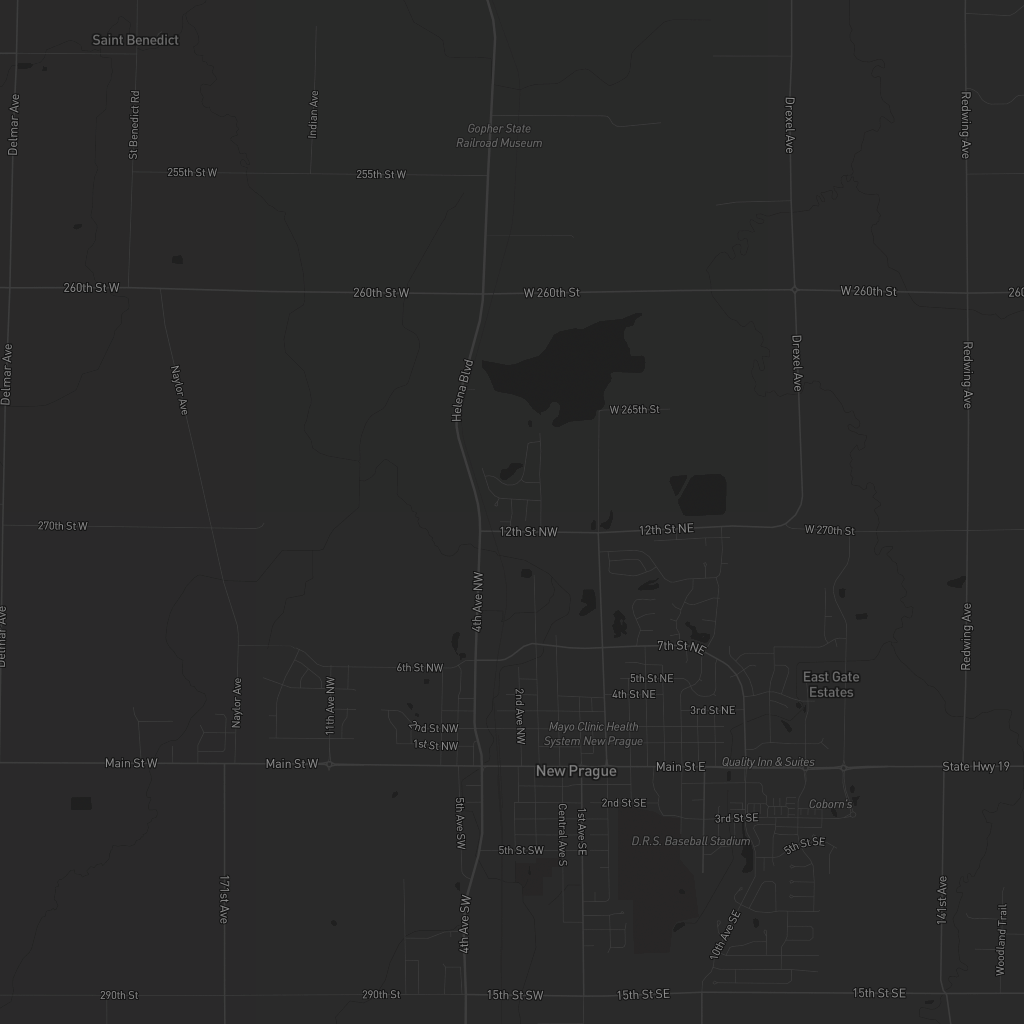 Saint Benedict
Delmar Ave
St Benedict Rd
Indian Ave
Drexel Ave
Redwing Ave
Gopher State
Railroad Museum
255th St W
255th St W
260th St W
260th St W
W 260th St
W 260th St
260
Delmar Ave
Naylor Ave
Helena Blvd
Drexel Ave
Redwing Ave
W 265th St
270th St W
12th St NW
12th St NE
W 270th St
4th Ave NW
Delmar Ave
Redwing Ave
7th St NE
6th St NW
5th St NE
4th St NE
3rd St NE
East Gate
Estates
Naylor Ave
11th Ave NW
2nd Ave NW
2nd St NW
1st St NW
Mayo Clinic Health
System New Prague
Main St W
Main St W
New Prague
Main St E
Quality Inn & Suites
State Hwy 19
5th Ave SW
Central Ave S
1st Ave SE
2nd St SE
3rd St SE
Coborn's
D.R.S. Baseball Stadium
5th St SE
5th St SW
171st Ave
4th Ave SW
10th Ave SE
141st Ave
Woodland Trail
290th St
290th St
15th St SW
15th St SE
15th St SE